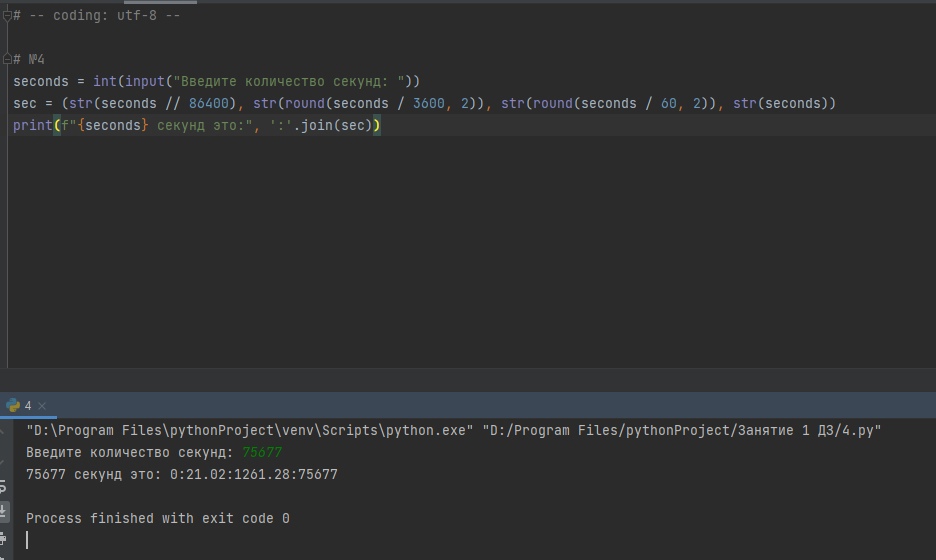 # -- coding: utf-8 --
# №4
seconds = int(input("Введите количество секунд: "))
sec = (str(seconds // 86400), str(round(seconds / 3600, 2)), str(round(seconds / 60, 2)), str(seconds))
print(f"{seconds} секунд это:", ':'.join(sec))
4
"D:\Program Files\pythonProject\venv\Scripts\python.exe" "D:/Program Files/pythonProject/Занятие 1 ДЗ/4.py"
Введите количество секунд: 75677
75677 секунд это: 0:21.02:1261.28:75677
Process finished with exit code 0